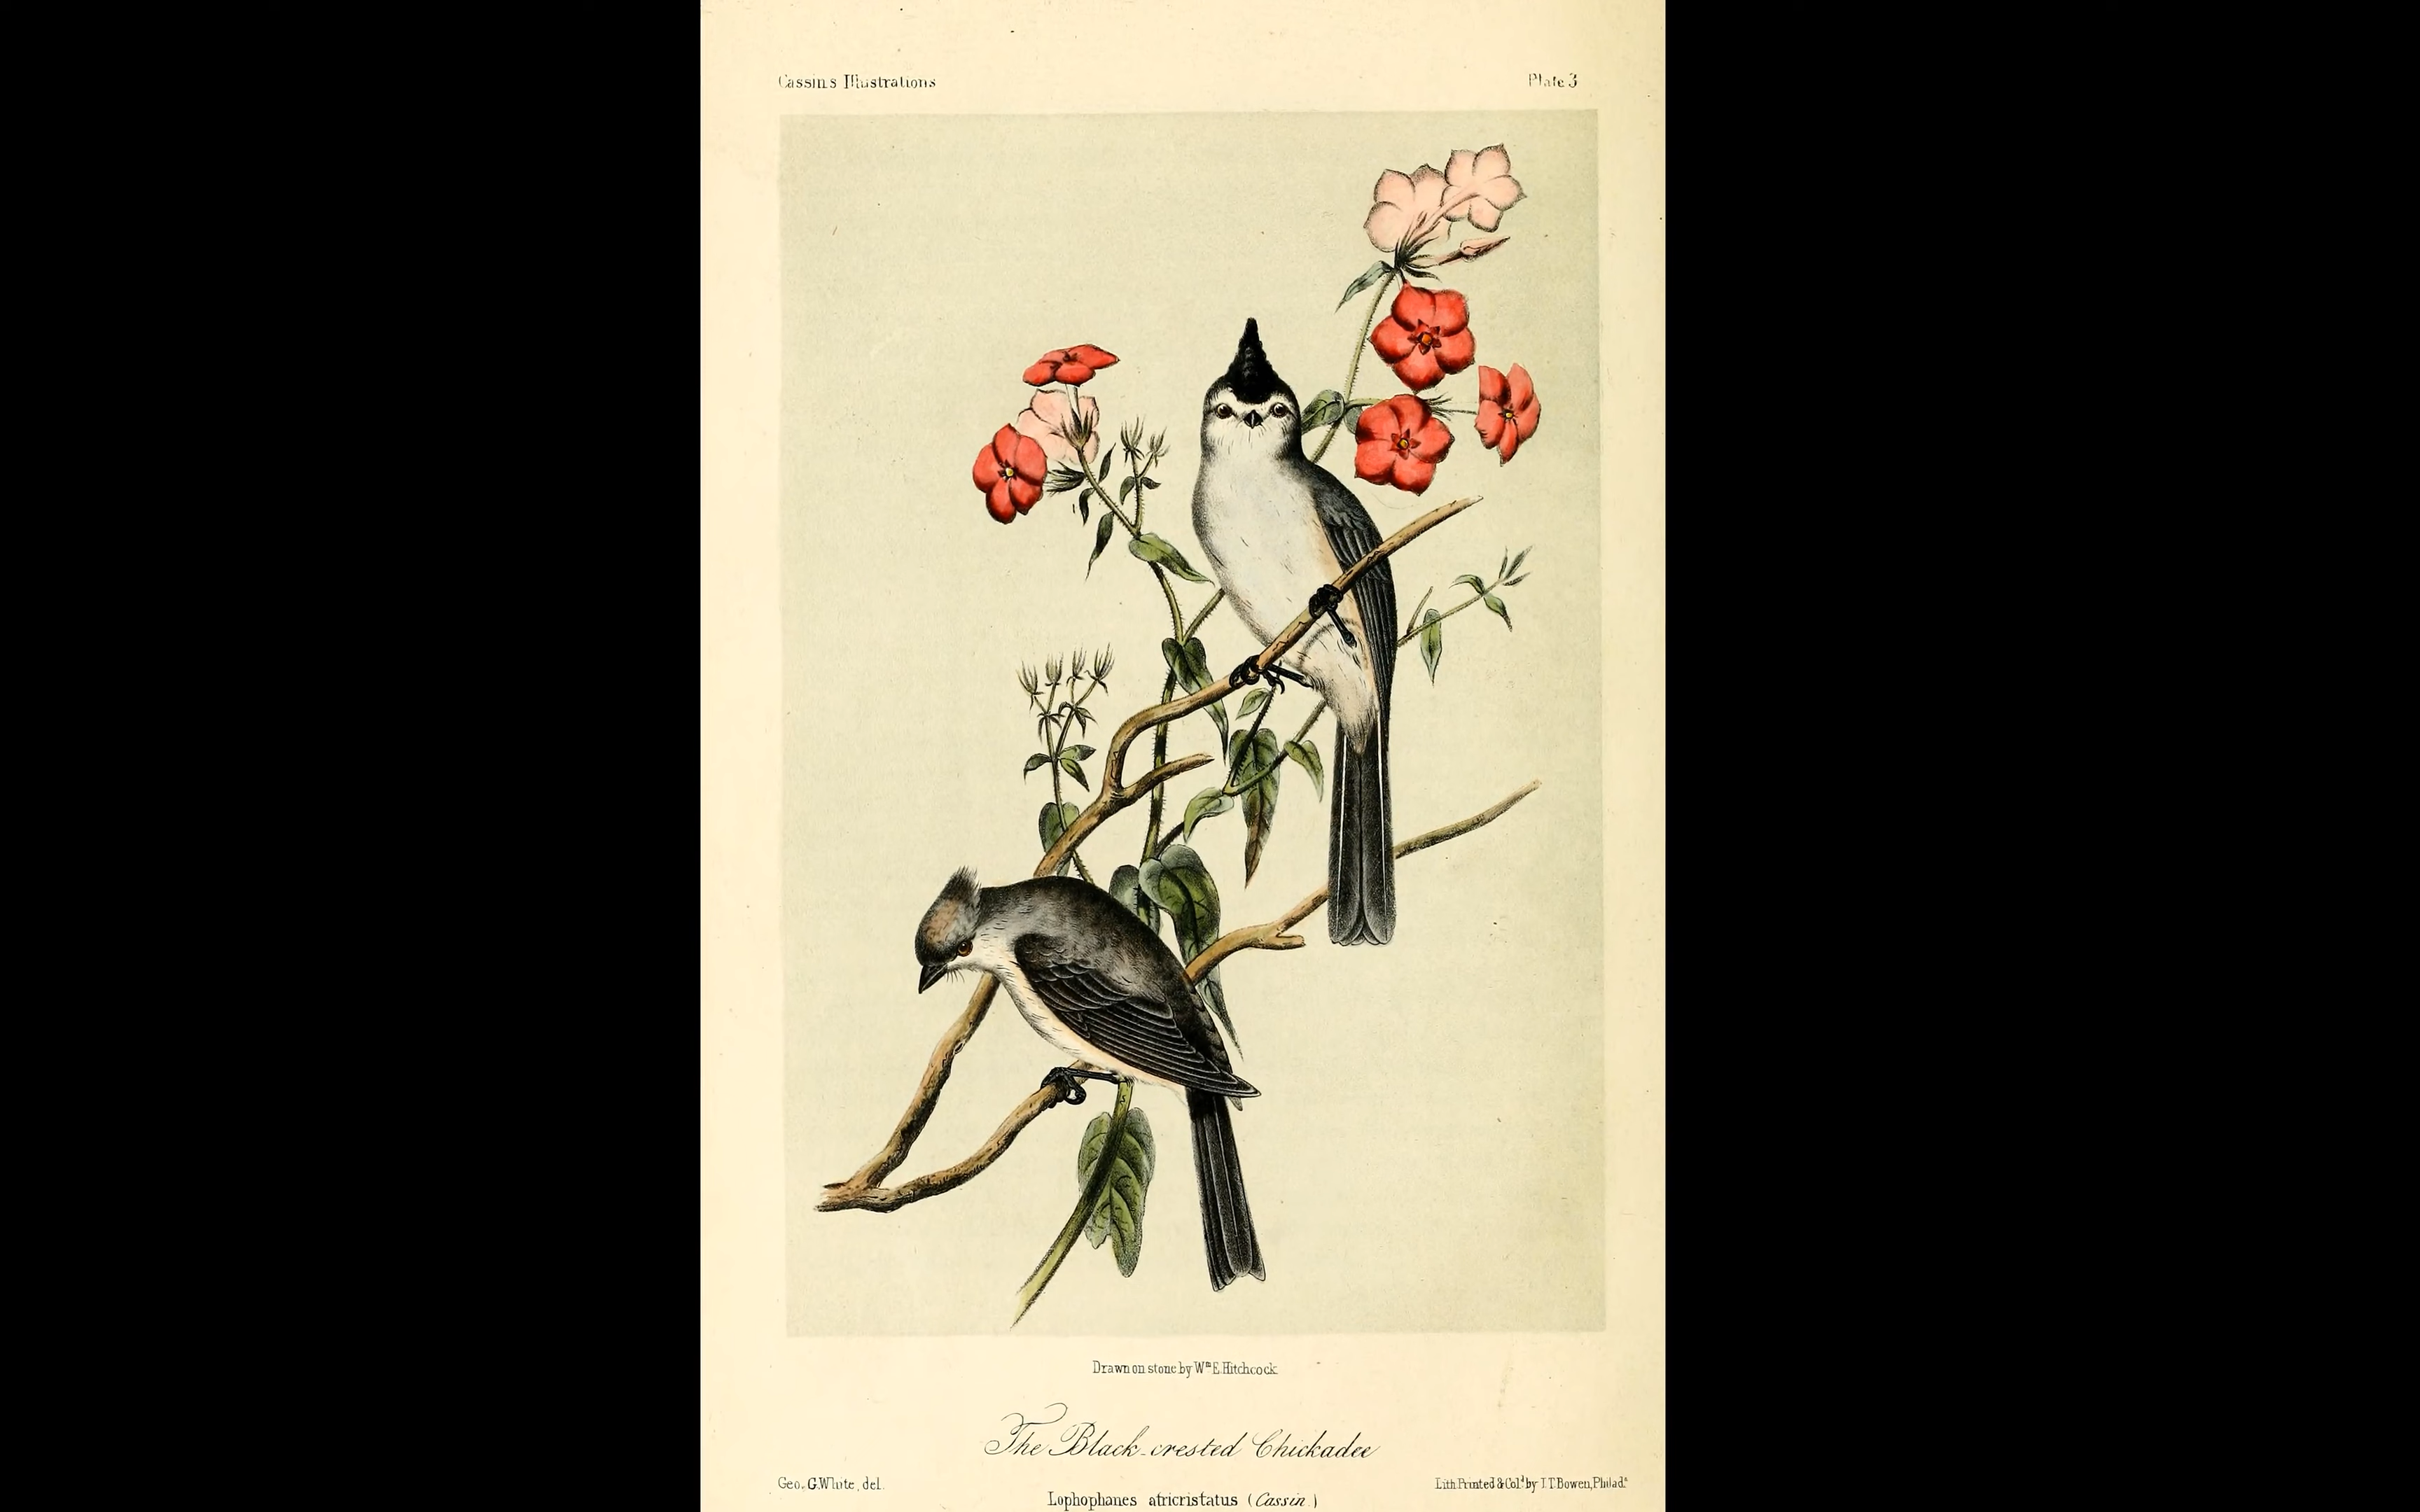 Cassins Illustrations
Plate 3
Drawn on stone by Wᵐ E. Hitchcock.
The Black-crested Chickadee
Geo. G. White, del.
Lith. Printed & Col.ᵈ by J. T. Bowen, Philad.ᵃ
Lophophanes atricristatus (Cassin.)